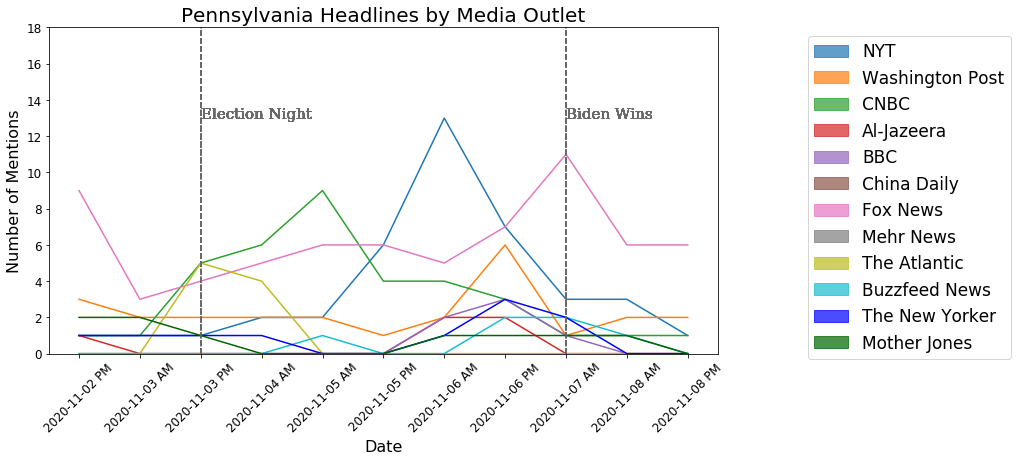 Pennsylvania Headlines by Media Outlet
Number of Mentions
18
16
14
12
10
8
6
4
2
0
Election Night
Biden Wins
2020-11-02 PM
2020-11-03 AM
2020-11-03 PM
2020-11-04 AM
2020-11-05 AM
2020-11-05 PM
2020-11-06 AM
2020-11-06 PM
2020-11-07 AM
2020-11-08 AM
2020-11-08 PM
Date
NYT
Washington Post
CNBC
Al-Jazeera
BBC
China Daily
Fox News
Mehr News
The Atlantic
Buzzfeed News
The New Yorker
Mother Jones